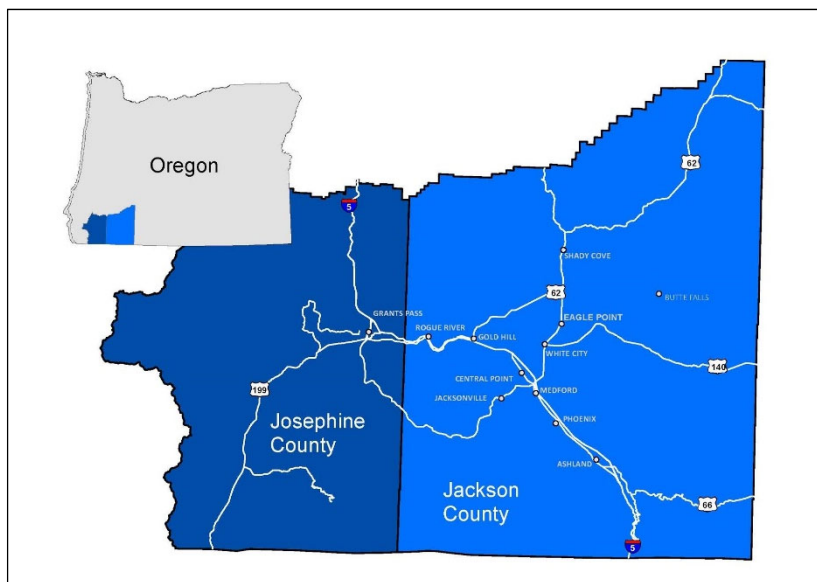 Oregon
5
62
SHADY COVE
62
BUTTE FALLS
GRANTS PASS
EAGLE POINT
ROGUE RIVER
GOLD HILL
WHITE CITY
140
CENTRAL POINT
199
JACKSONVILLE
MEDFORD
Josephine
County
PHOENIX
ASHLAND
Jackson
County
66
5